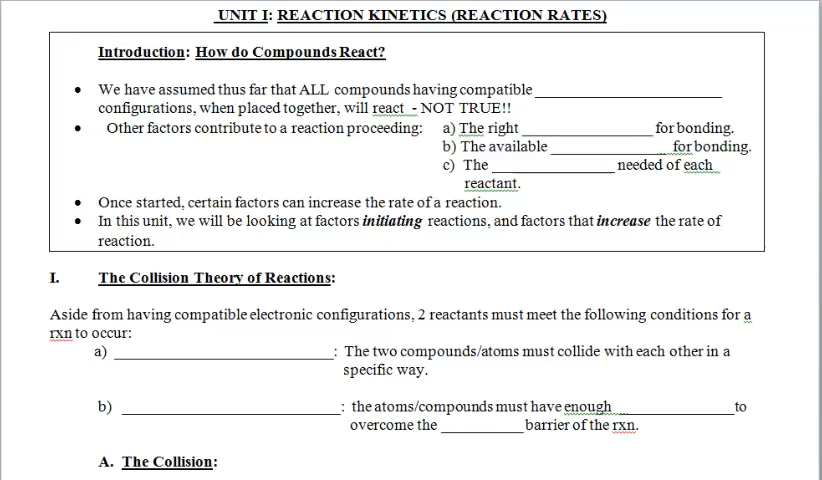 UNIT I: REACTION KINETICS (REACTION RATES)
Introduction: How do Compounds React?
• We have assumed thus far that ALL compounds having compatible ________________________
configurations, when placed together, will react - NOT TRUE!!
• Other factors contribute to a reaction proceeding: a) The right _________________ for bonding.
b) The available ________________ for bonding.
c) The ________________ needed of each
reactant.
• Once started, certain factors can increase the rate of a reaction.
• In this unit, we will be looking at factors initiating reactions, and factors that increase the rate of
reaction.
I. The Collision Theory of Reactions:
Aside from having compatible electronic configurations, 2 reactants must meet the following conditions for a
rxn to occur:
a) ____________________________: The two compounds/atoms must collide with each other in a
specific way.
b) ____________________________: the atoms/compounds must have enough ________________to
overcome the ___________ barrier of the rxn.
A. The Collision: